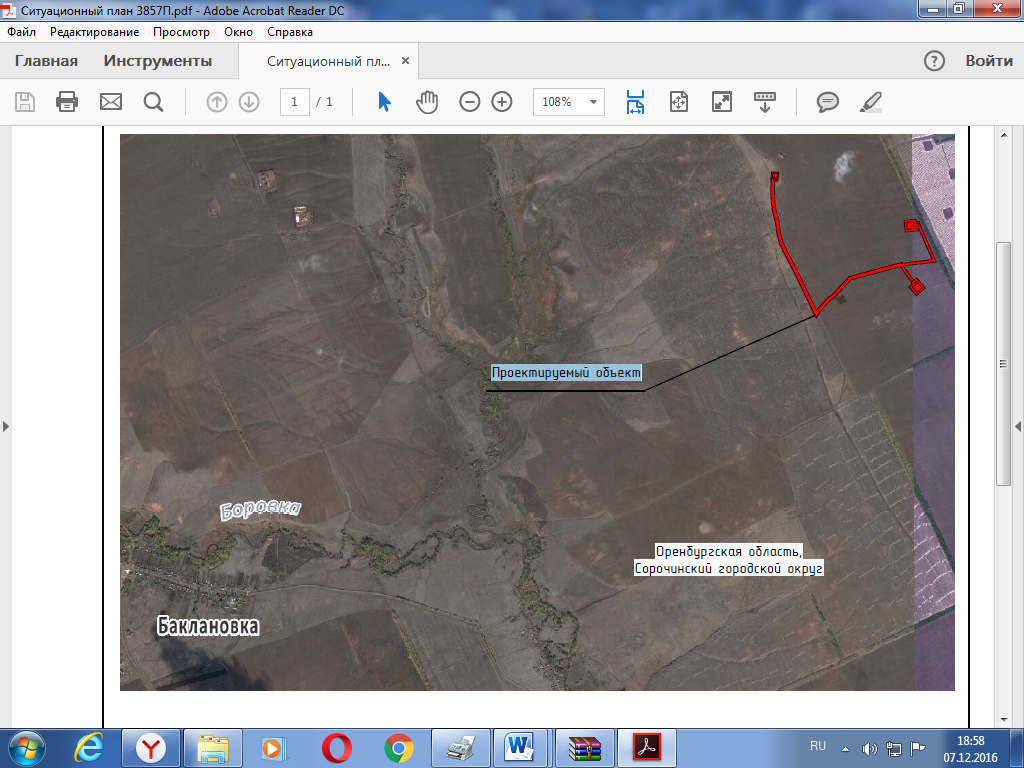 Ситуационный план 3857П.pdf - Adobe Acrobat Reader DC
Файл Редактирование Просмотр Окно Справка
Главная Инструменты Ситуационный пл... × ? Войти
1 / 1 108%
Проектируемый объект
Боровка
Оренбургская область,
Сорочинский городской округ
Баклановка
RU 18:58
07.12.2016